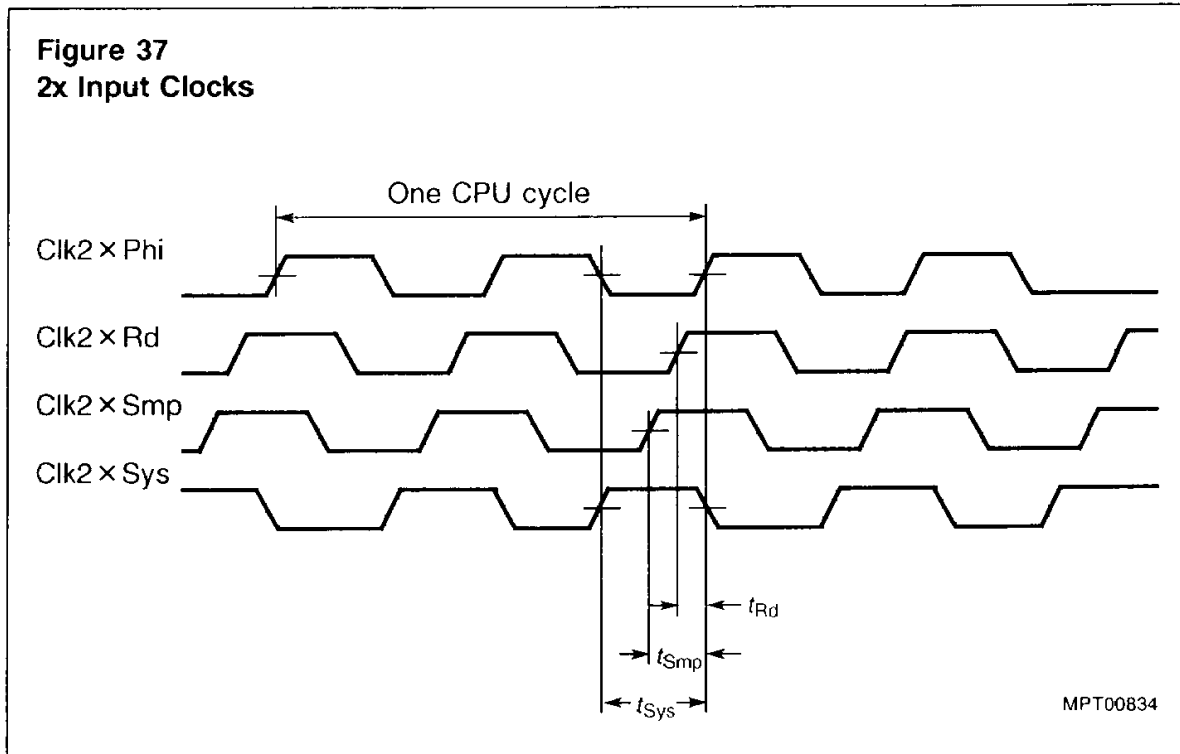 Figure 37
2x Input Clocks
One CPU cycle
Clk2 × Phi
Clk2 × Rd
Clk2 × Smp
Clk2 × Sys
tRd
tSmp
tSys
MPT00834